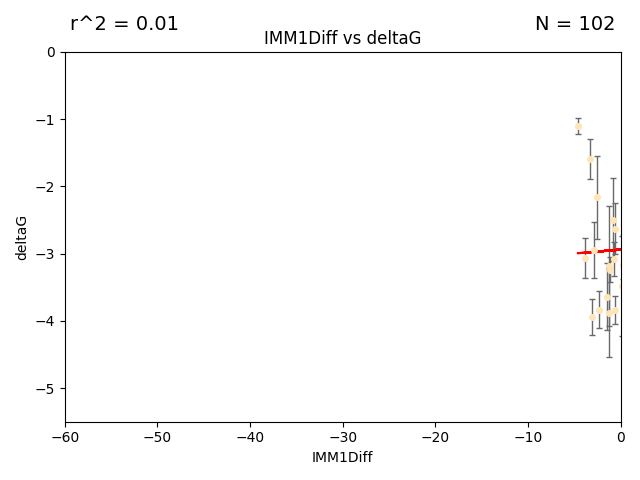 r^2 = 0.01
N = 102
IMM1Diff vs deltaG
0
−1
−2
−3
−4
−5
deltaG
−60
−50
−40
−30
−20
−10
0
IMM1Diff